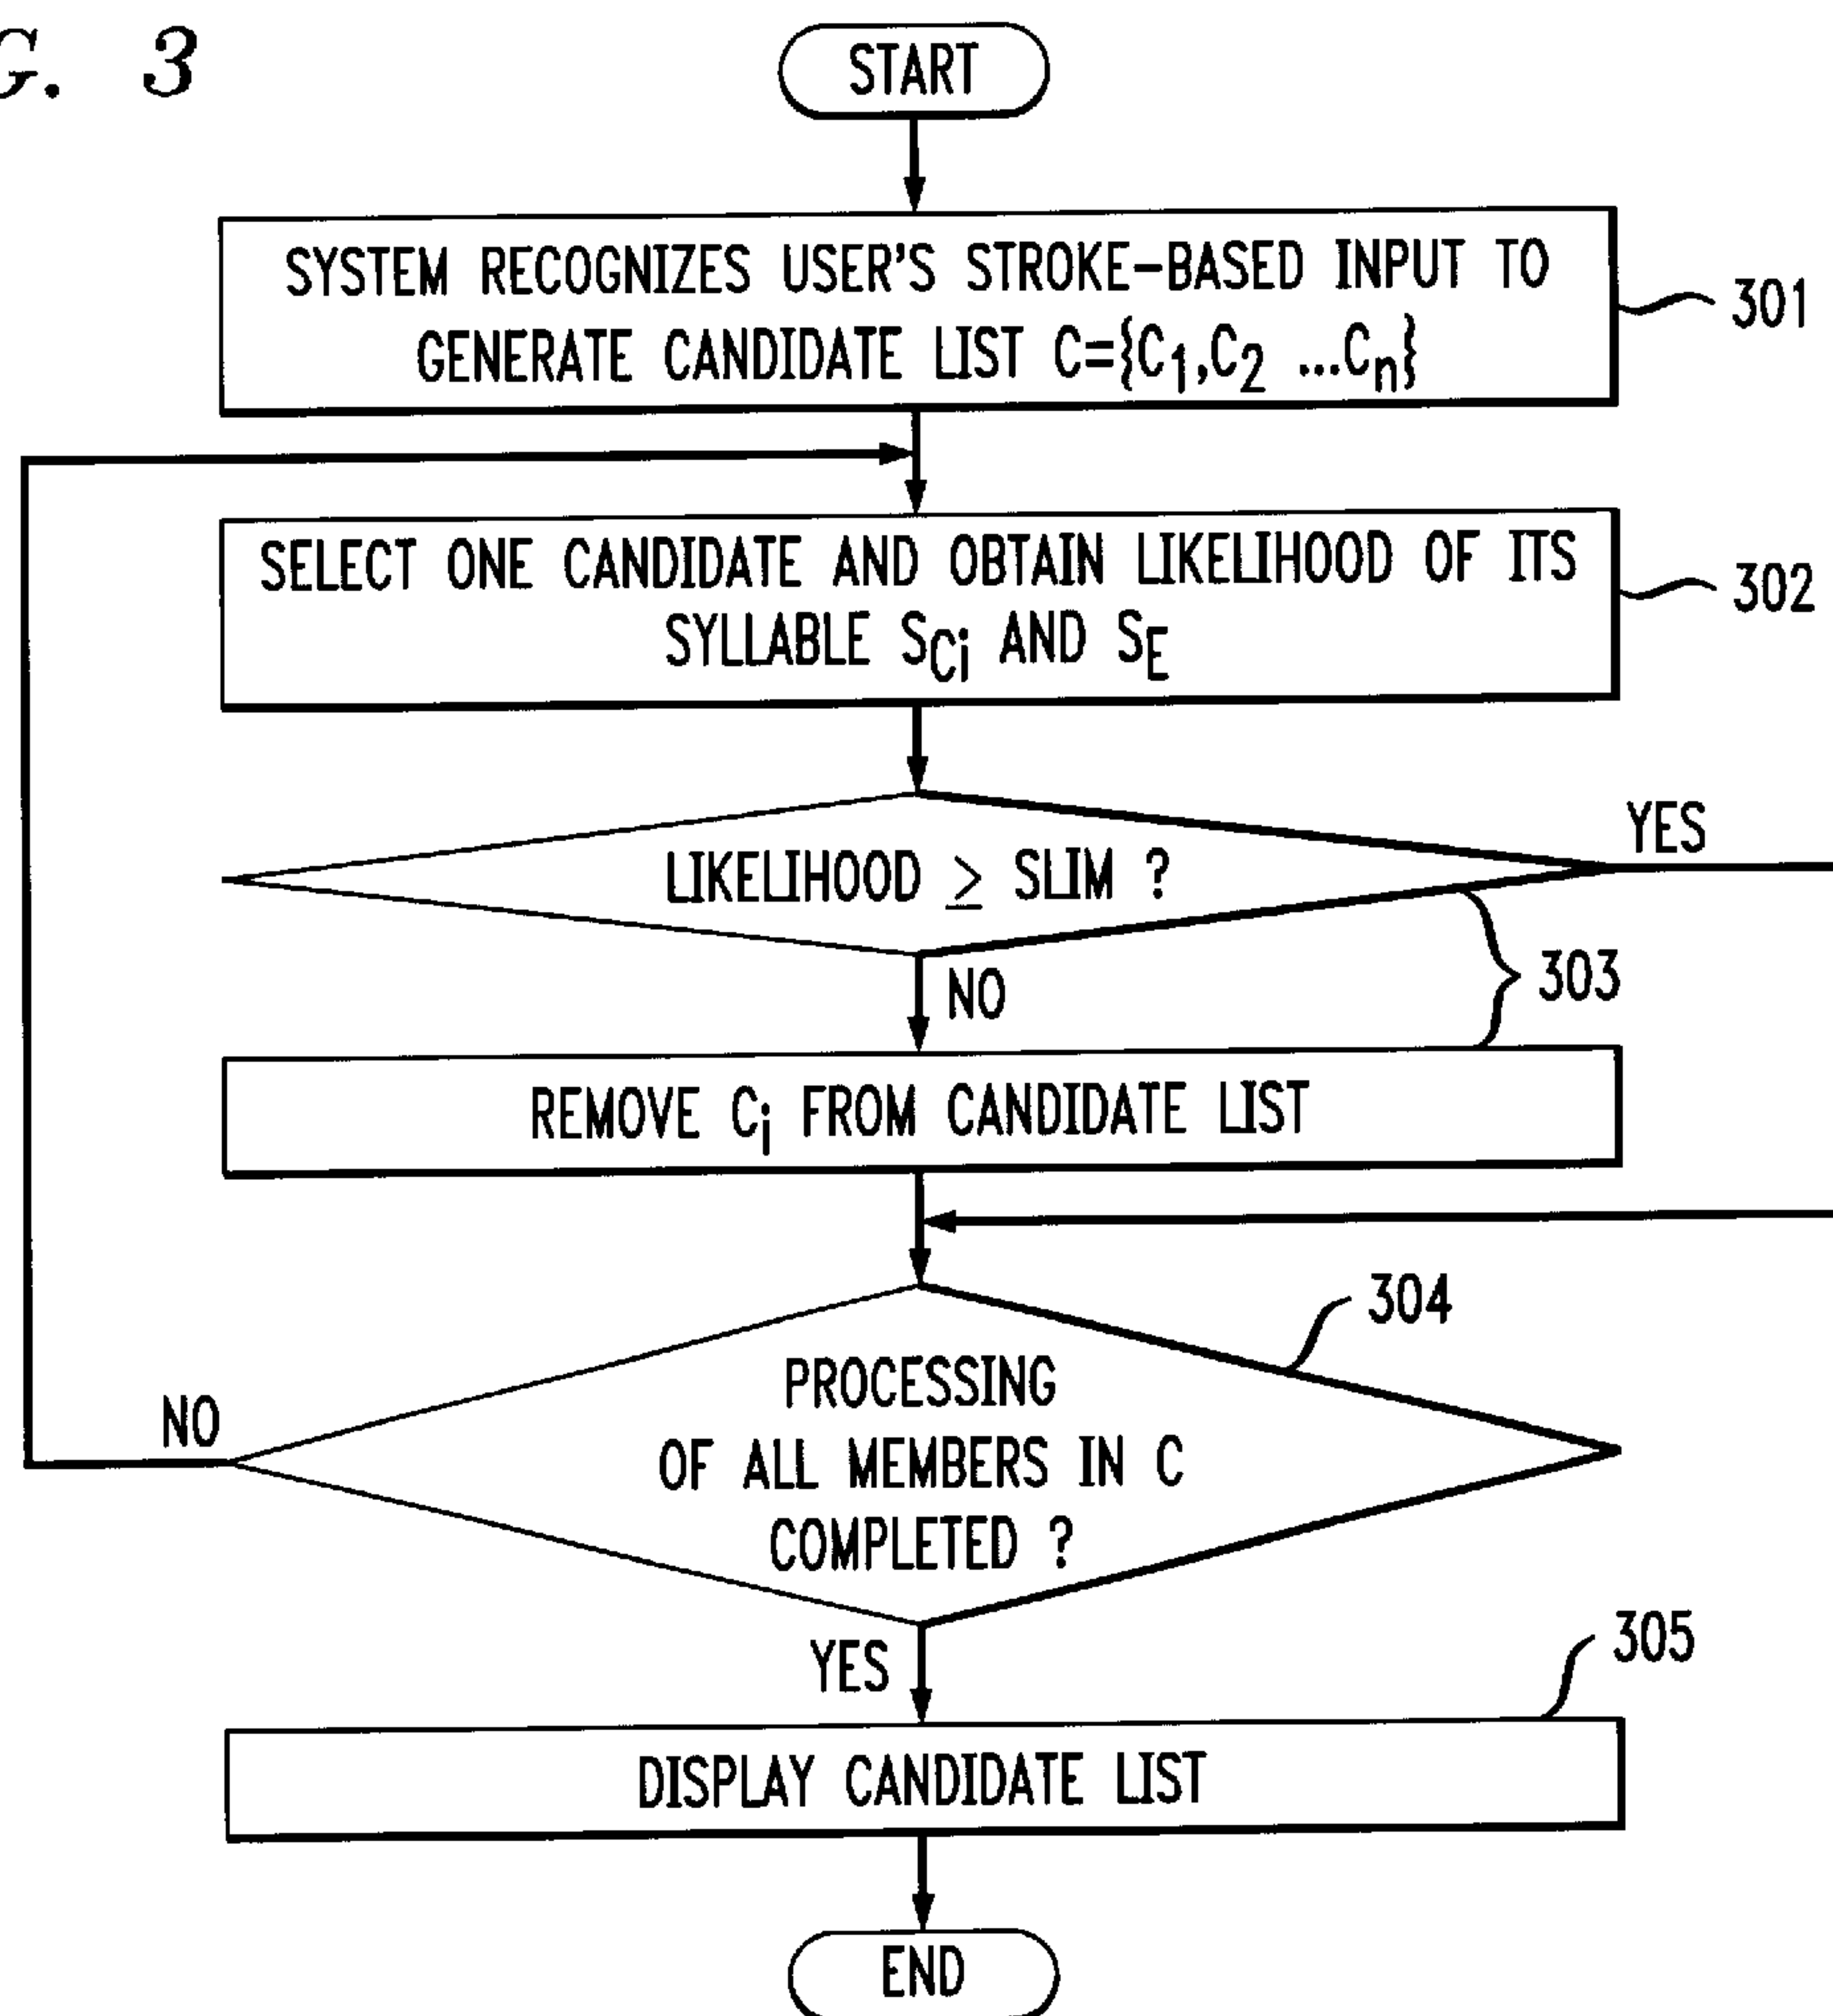 G. 3
START
SYSTEM RECOGNIZES USER'S STROKE-BASED INPUT TO
GENERATE CANDIDATE LIST C={C1,C2 ...Cn}
301
SELECT ONE CANDIDATE AND OBTAIN LIKELIHOOD OF ITS
SYLLABLE SCi AND SE
302
LIKELIHOOD ≥ SLIM ?
YES
303
NO
REMOVE Ci FROM CANDIDATE LIST
304
PROCESSING
OF ALL MEMBERS IN C
COMPLETED ?
NO
YES
305
DISPLAY CANDIDATE LIST
END